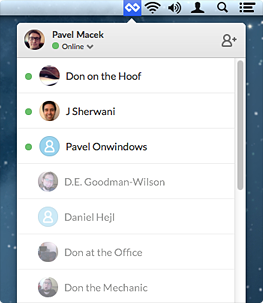 Pavel Macek
Online
Don on the Hoof
J Sherwani
Pavel Onwindows
D.E. Goodman-Wilson
Daniel Hejl
Don at the Office
Don the Mechanic